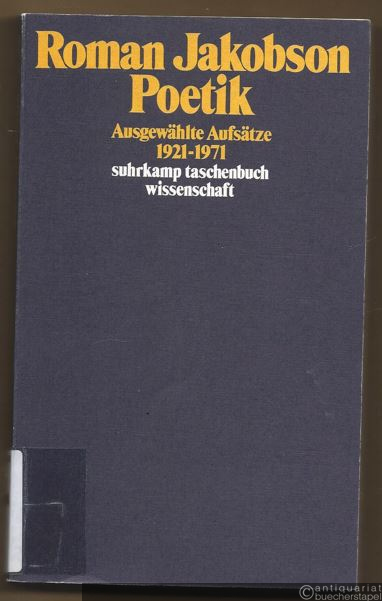 Roman Jakobson
Poetik
Ausgewählte Aufsätze
1921-1971
suhrkamp taschenbuch
wissenschaft
©antiquariat
buecherstapel